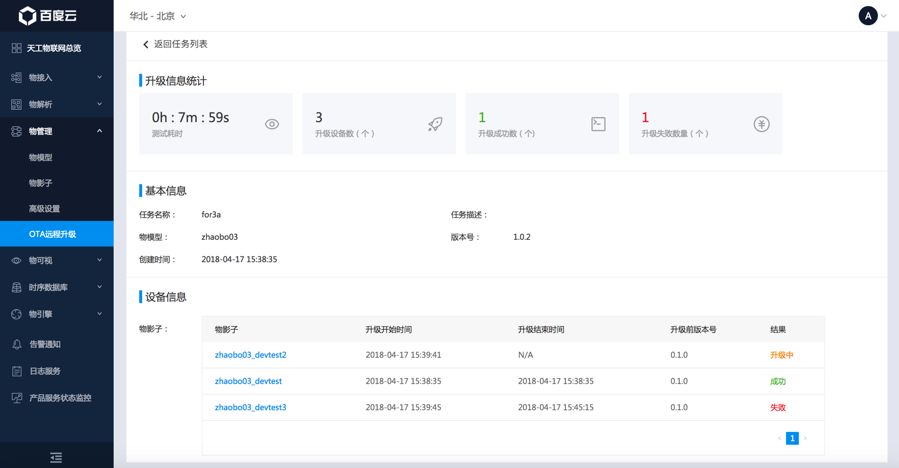 百度云
华北 - 北京
A
天工物联网总览
物接入
物解析
物管理
物模型
物影子
高级设置
OTA远程升级
物可视
时序数据库
物引擎
告警通知
日志服务
产品服务状态监控
返回任务列表
升级信息统计
0h : 7m : 59s
测试耗时
3
升级设备数（个）
1
升级成功数（个）
1
升级失败数量（个）
基本信息
任务名称： for3a 任务描述：
物模型： zhaobo03 版本号： 1.0.2
创建时间： 2018-04-17 15:38:35
设备信息
物影子：
物影子 升级开始时间 升级结束时间 升级前版本号 结果
zhaobo03_devtest2 2018-04-17 15:39:41 N/A 0.1.0 升级中
zhaobo03_devtest 2018-04-17 15:38:35 2018-04-17 15:38:35 0.1.0 成功
zhaobo03_devtest3 2018-04-17 15:39:45 2018-04-17 15:45:15 0.1.0 失败
< 1 >